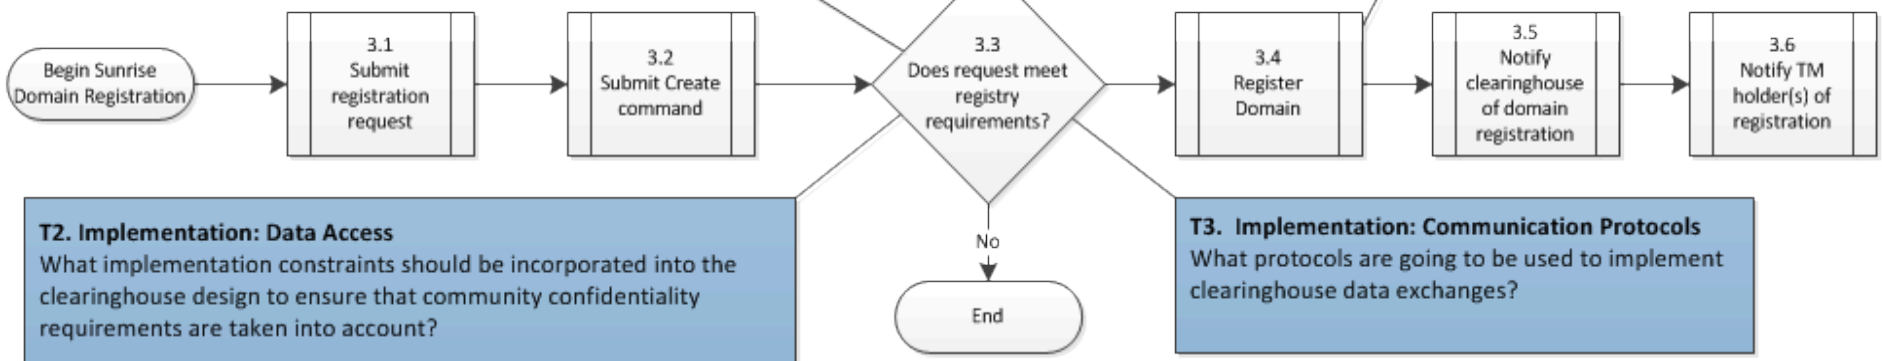 Begin Sunrise
Domain Registration
3.1
Submit
registration
request
3.2
Submit Create
command
3.3
Does request meet
registry
requirements?
3.4
Register
Domain
3.5
Notify
clearinghouse
of domain
registration
3.6
Notify TM
holder(s) of
registration
No
End
T2. Implementation: Data Access
What implementation constraints should be incorporated into the
clearinghouse design to ensure that community confidentiality
requirements are taken into account?
T3.  Implementation: Communication Protocols
What protocols are going to be used to implement
clearinghouse data exchanges?